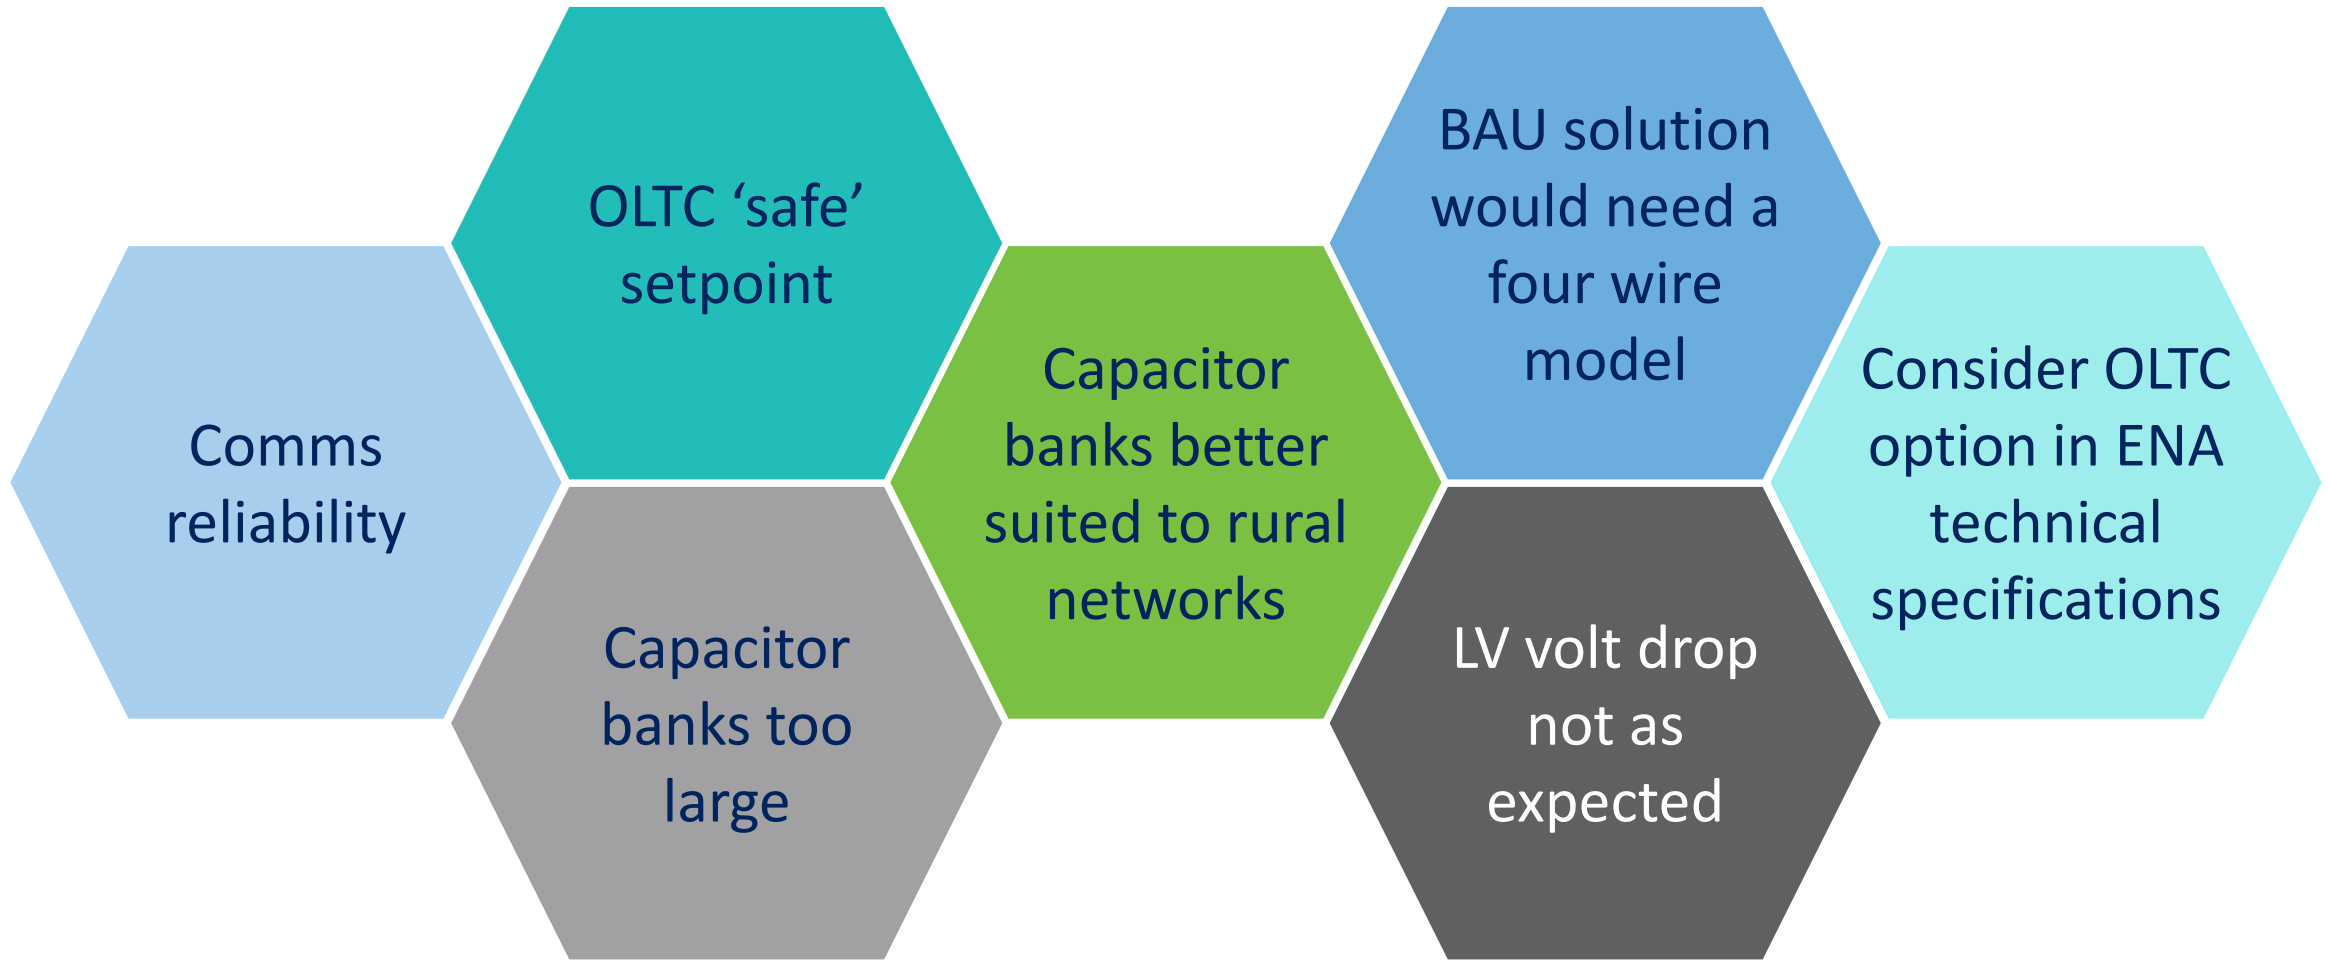 Comms
reliability
OLTC ‘safe’
setpoint
Capacitor
banks too
large
Capacitor
banks better
suited to rural
networks
BAU solution
would need a
four wire
model
LV volt drop
not as
expected
Consider OLTC
option in ENA
technical
specifications